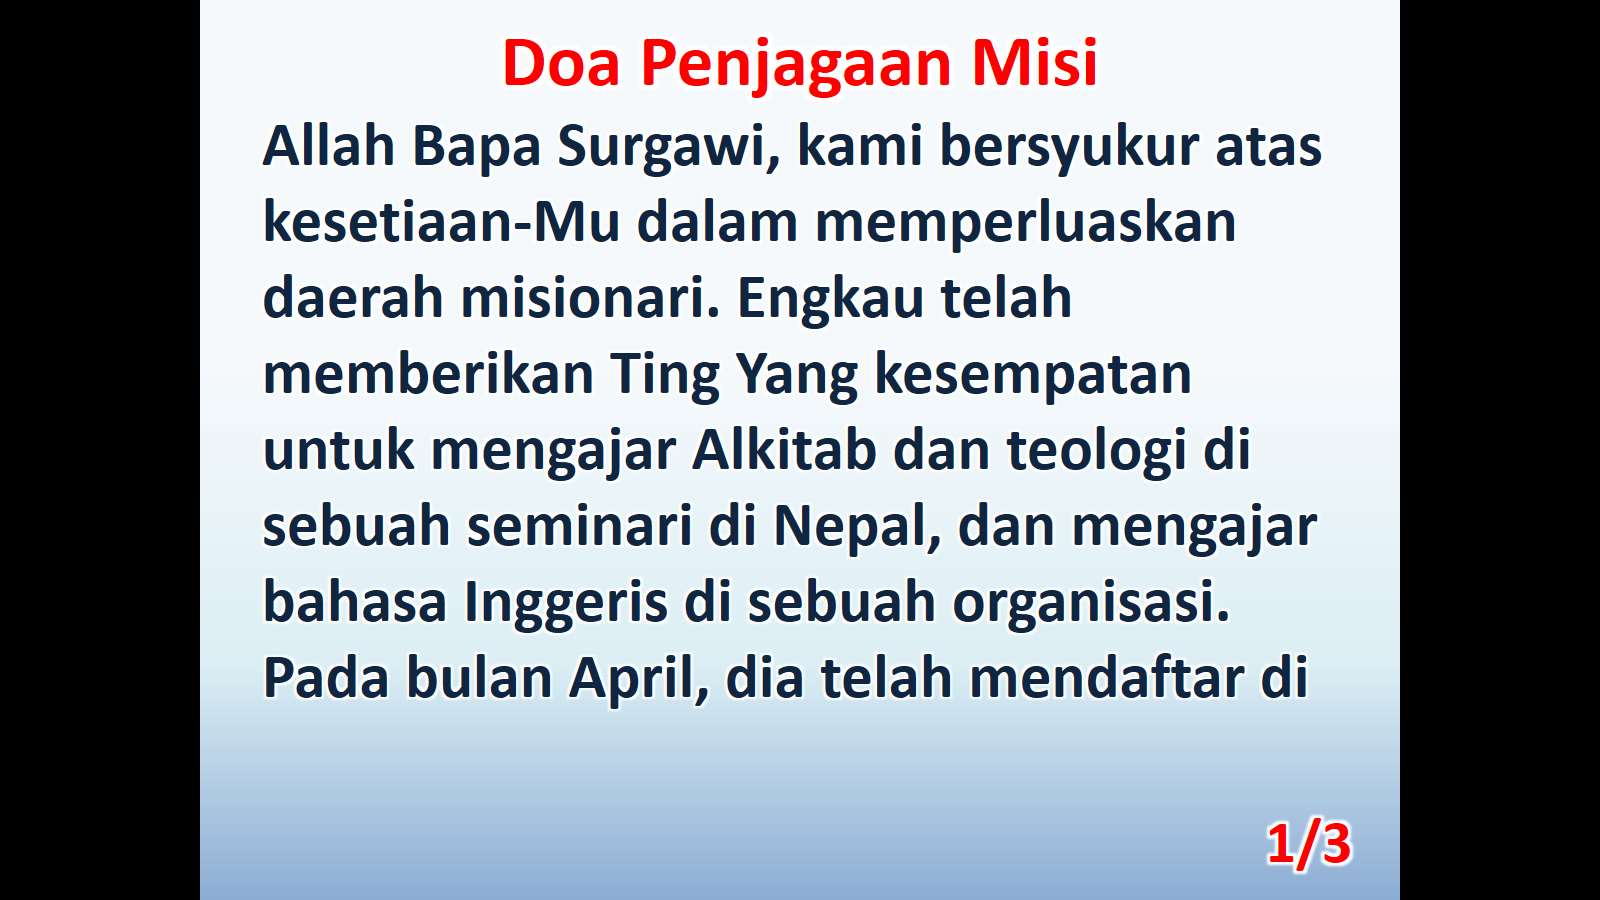 Doa Penjagaan Misi
Allah Bapa Surgawi, kami bersyukur atas
kesetiaan-Mu dalam memperluaskan
daerah misionari. Engkau telah
memberikan Ting Yang kesempatan
untuk mengajar Alkitab dan teologi di
sebuah seminari di Nepal, dan mengajar
bahasa Inggeris di sebuah organisasi.
Pada bulan April, dia telah mendaftar di
1/3